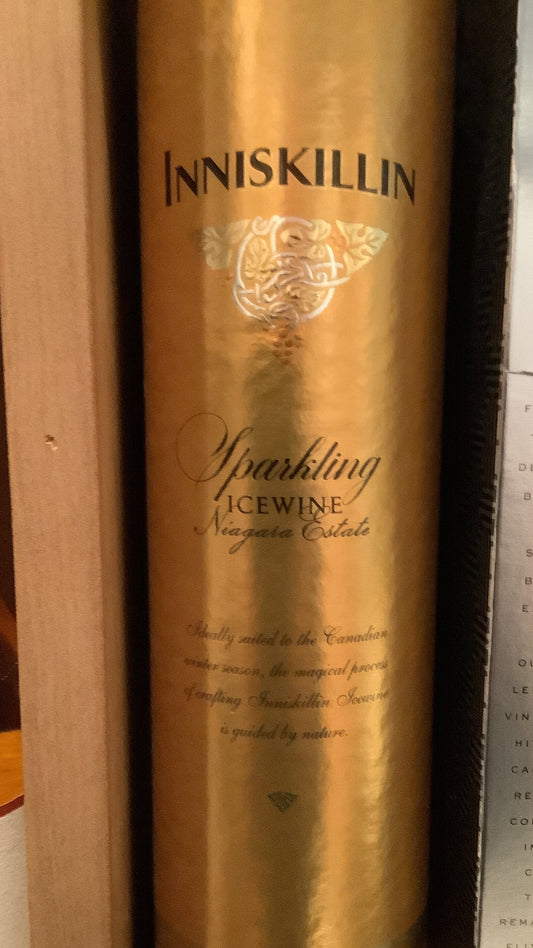 INNISKILLIN
Sparkling
ICEWINE
Niagara Estate
Ideally suited to the Canadian
winter season, the magical process
of crafting Inniskillin Icewine
is guided by nature.